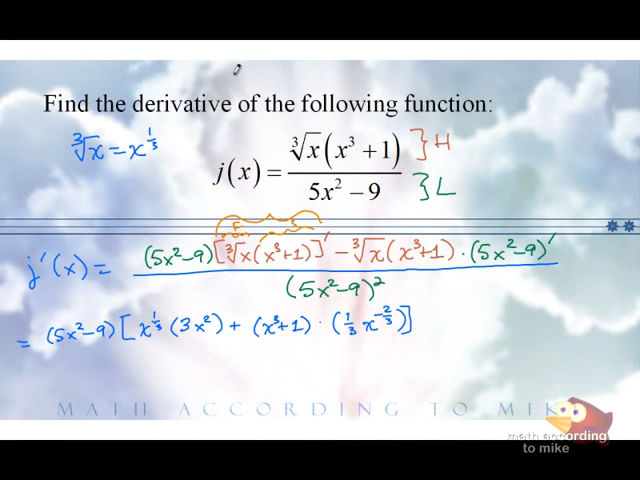 Find the derivative of the following function:
∛x = x^(1/3)
j(x) = ∛x(x³ + 1) / (5x² − 9) } H } L
F S
j′(x) = ((5x²−9)[∛x(x³+1)]′ − ∛x(x³+1)·(5x²−9)′) / (5x²−9)²
= (5x²−9)[x^(1/3)(3x²) + (x³+1)·(1/3 x^(−2/3))]
MATH ACCORDING TO MIK
math according
to mike